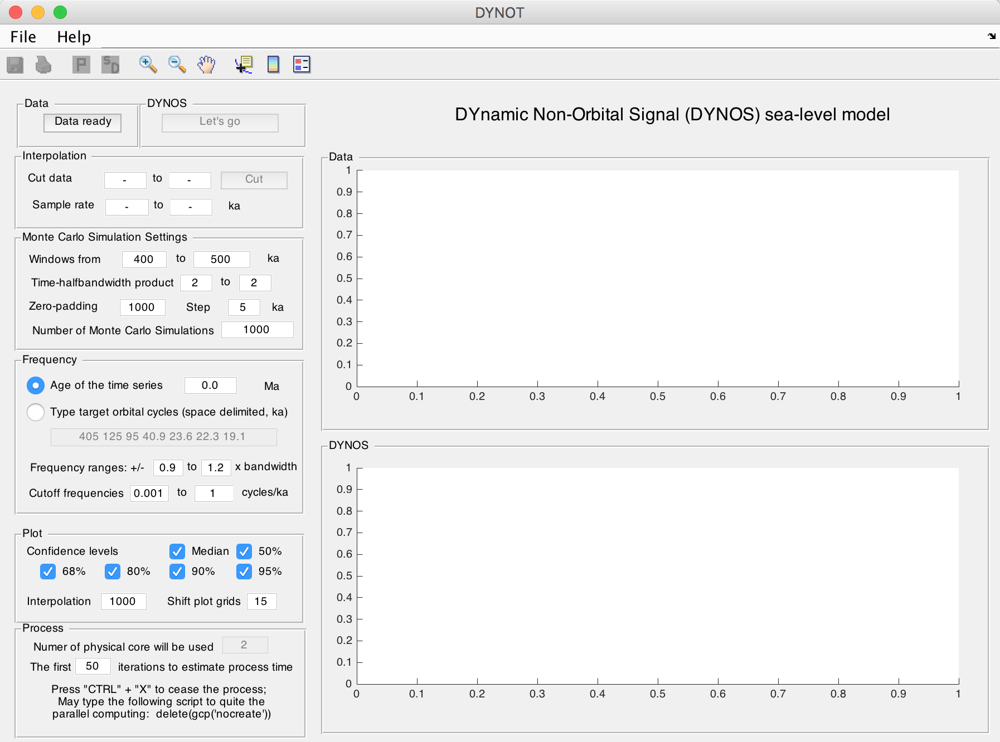 DYNOT
File Help
P S D
Data
Data ready
DYNOS
Let's go
DYnamic Non-Orbital Signal (DYNOS) sea-level model
Interpolation
Cut data - to - Cut
Sample rate - to - ka
Monte Carlo Simulation Settings
Windows from 400 to 500 ka
Time-halfbandwidth product 2 to 2
Zero-padding 1000 Step 5 ka
Number of Monte Carlo Simulations 1000
Frequency
Age of the time series 0.0 Ma
Type target orbital cycles (space delimited, ka)
405 125 95 40.9 23.6 22.3 19.1
Frequency ranges: +/- 0.9 to 1.2 x bandwidth
Cutoff frequencies 0.001 to 1 cycles/ka
Plot
Confidence levels Median 50%
68% 80% 90% 95%
Interpolation 1000 Shift plot grids 15
Process
Numer of physical core will be used 2
The first 50 iterations to estimate process time
Press "CTRL" + "X" to cease the process;
May type the following script to quite the
parallel computing: delete(gcp('nocreate'))
Data
1
0.9
0.8
0.7
0.6
0.5
0.4
0.3
0.2
0.1
0
0 0.1 0.2 0.3 0.4 0.5 0.6 0.7 0.8 0.9 1
DYNOS
1
0.9
0.8
0.7
0.6
0.5
0.4
0.3
0.2
0.1
0
0 0.1 0.2 0.3 0.4 0.5 0.6 0.7 0.8 0.9 1